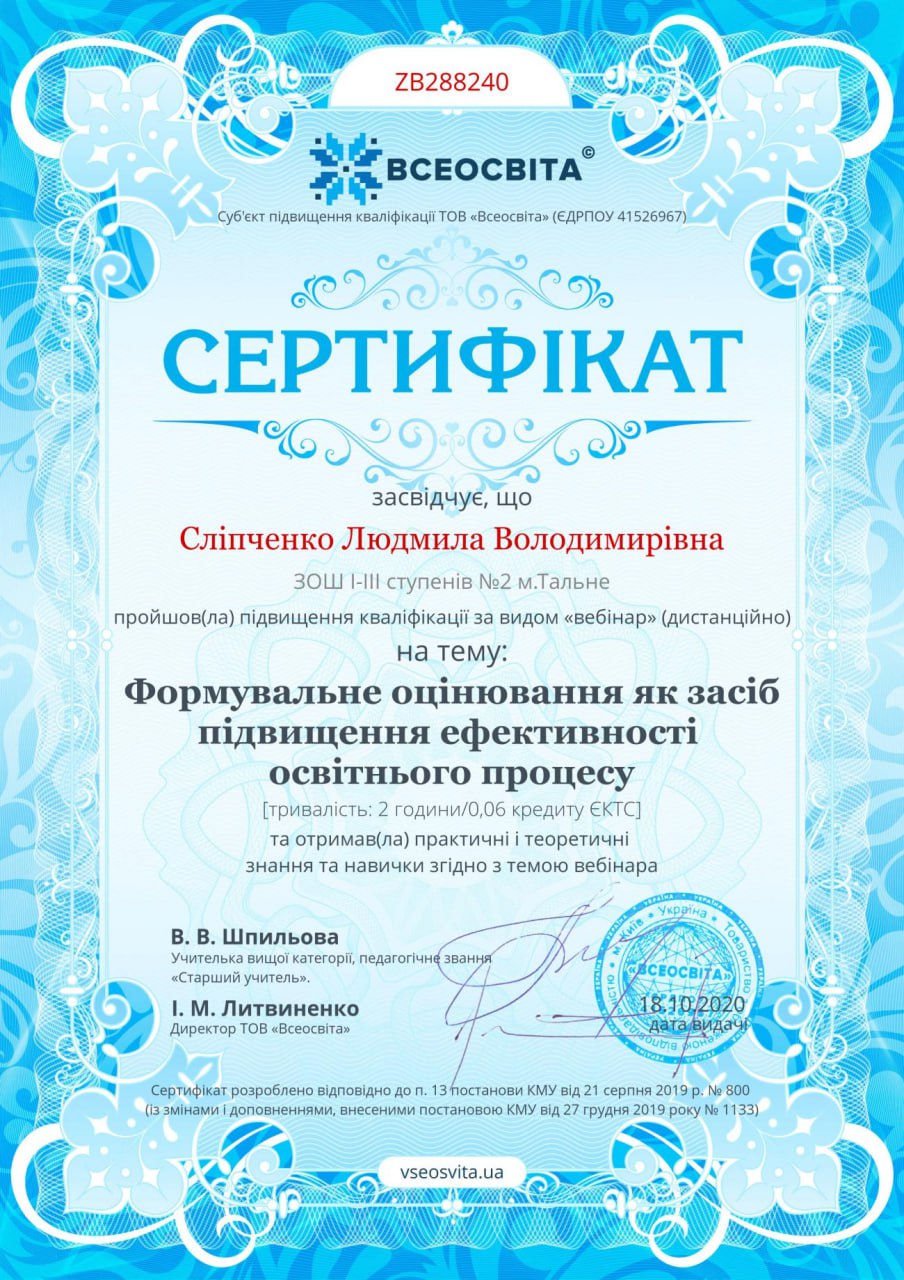 ZB288240
ВСЕОСВІТА©
Суб'єкт підвищення кваліфікації ТОВ «Всеосвіта» (ЄДРПОУ 41526967)
СЕРТИФІКАТ
засвідчує, що
Сліпченко Людмила Володимирівна
ЗОШ І-ІІІ ступенів №2 м.Тальне
пройшов(ла) підвищення кваліфікації за видом «вебінар» (дистанційно)
на тему:
Формувальне оцінювання як засіб
підвищення ефективності
освітнього процесу
[тривалість: 2 години/0,06 кредиту ЄКТС]
та отримав(ла) практичні і теоретичні
знання та навички згідно з темою вебінара
В. В. Шпильова
Учителька вищої категорії, педагогічне звання
«Старший учитель».
І. М. Литвиненко
Директор ТОВ «Всеосвіта»
м. Київ * Україна * Товариство
«ВСЕОСВІТА»
18.10.2020
дата видачі
Сертифікат розроблено відповідно до п. 13 постанови КМУ від 21 серпня 2019 р. № 800
(із змінами і доповненнями, внесеними постановою КМУ від 27 грудня 2019 року № 1133)
vseosvita.ua